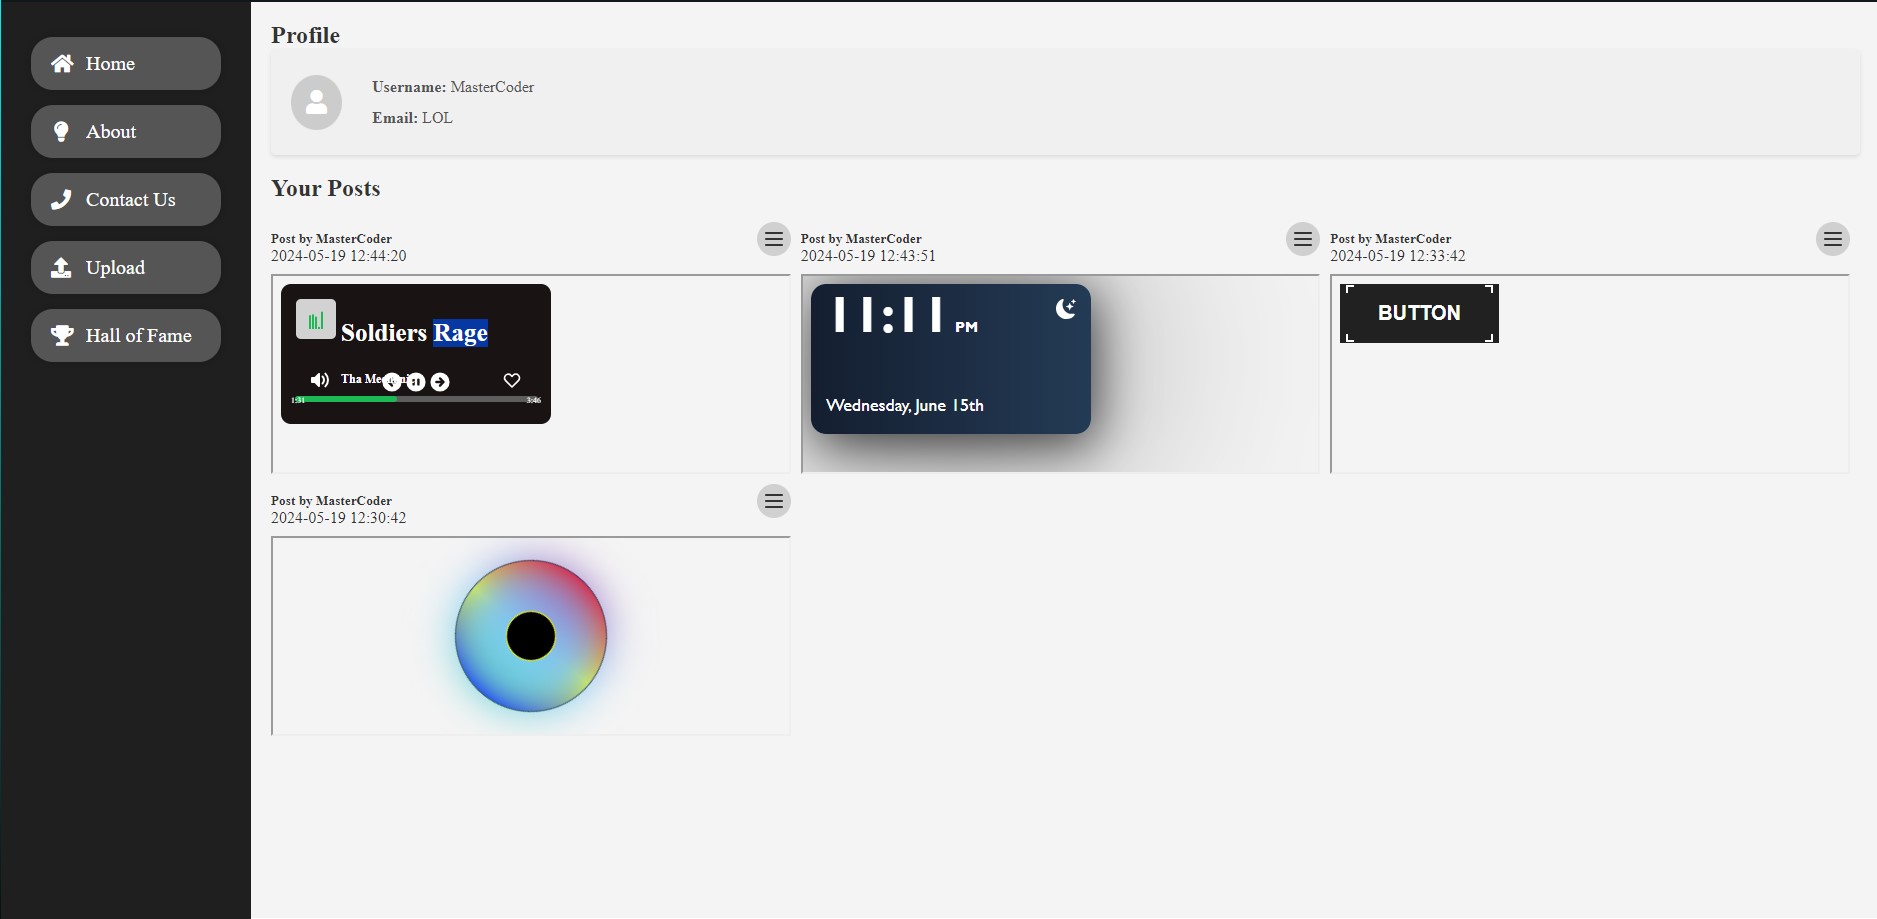 Home
About
Contact Us
Upload
Hall of Fame
Profile
Username: MasterCoder
Email: LOL
Your Posts
Post by MasterCoder
2024-05-19 12:44:20
Soldiers Rage
Tha
1:31
3:46
Post by MasterCoder
2024-05-19 12:43:51
11:11 PM
Wednesday, June 15th
Post by MasterCoder
2024-05-19 12:33:42
BUTTON
Post by MasterCoder
2024-05-19 12:30:42